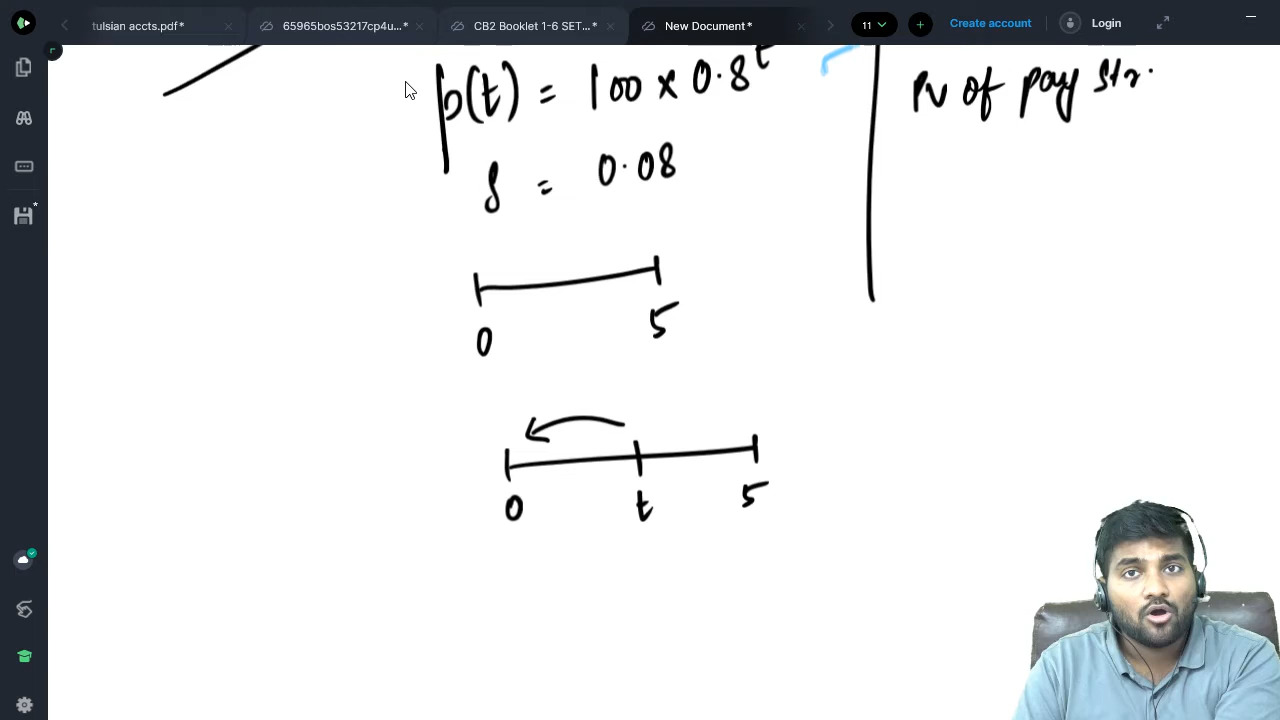 tulsian accts.pdf*
65965bos53217cp4u...*
CB2 Booklet 1-6 SET...*
New Document*
11
Create account
Login
ρ(t) = 100 × 0.8^t
PV of pay str.
δ = 0.08
0 5
0 t 5